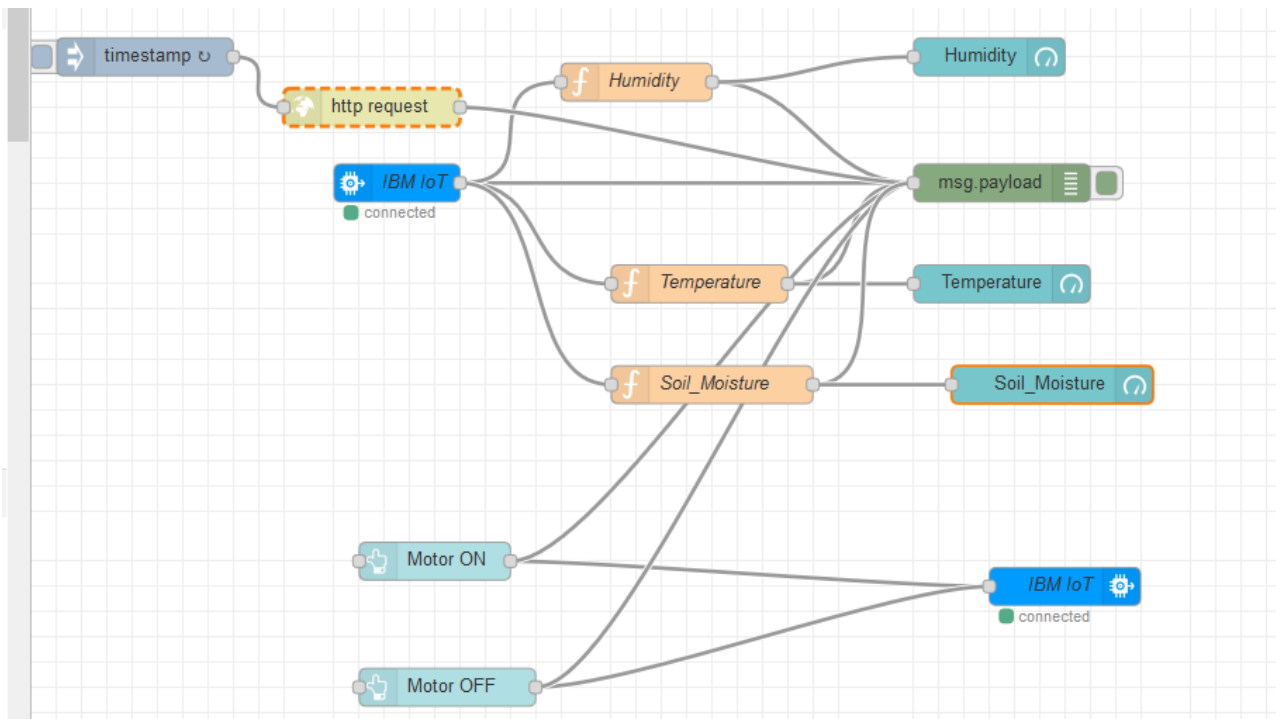 timestamp ↻
Humidity
Humidity
http request
IBM IoT
msg.payload
connected
Temperature
Temperature
Soil_Moisture
Soil_Moisture
Motor ON
IBM IoT
connected
Motor OFF